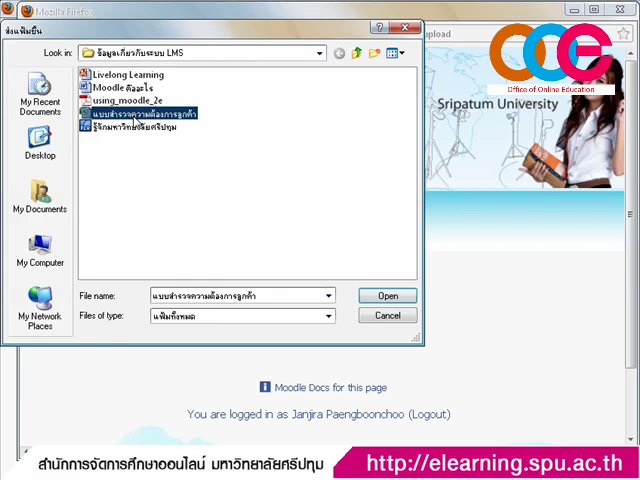 Mozilla Firefox
ส่งแฟ้มขึ้น
Look in:
ข้อมูลเกี่ยวกับระบบ LMS
upload
oce
Office of Online Education
Sripatum University
My Recent Documents
Desktop
My Documents
My Computer
My Network Places
Livelong Learning
Moodle คืออะไร
using_moodle_2e
แบบสำรวจความต้องการลูกค้า
รู้จักมหาวิทยาลัยศรีปทุม
File name:
แบบสำรวจความต้องการลูกค้า
Open
Files of type:
แฟ้มทั้งหมด
Cancel
Moodle Docs for this page
You are logged in as Janjira Paengboonchoo (Logout)
สำนักการจัดการศึกษาออนไลน์ มหาวิทยาลัยศรีปทุม
http://elearning.spu.ac.th